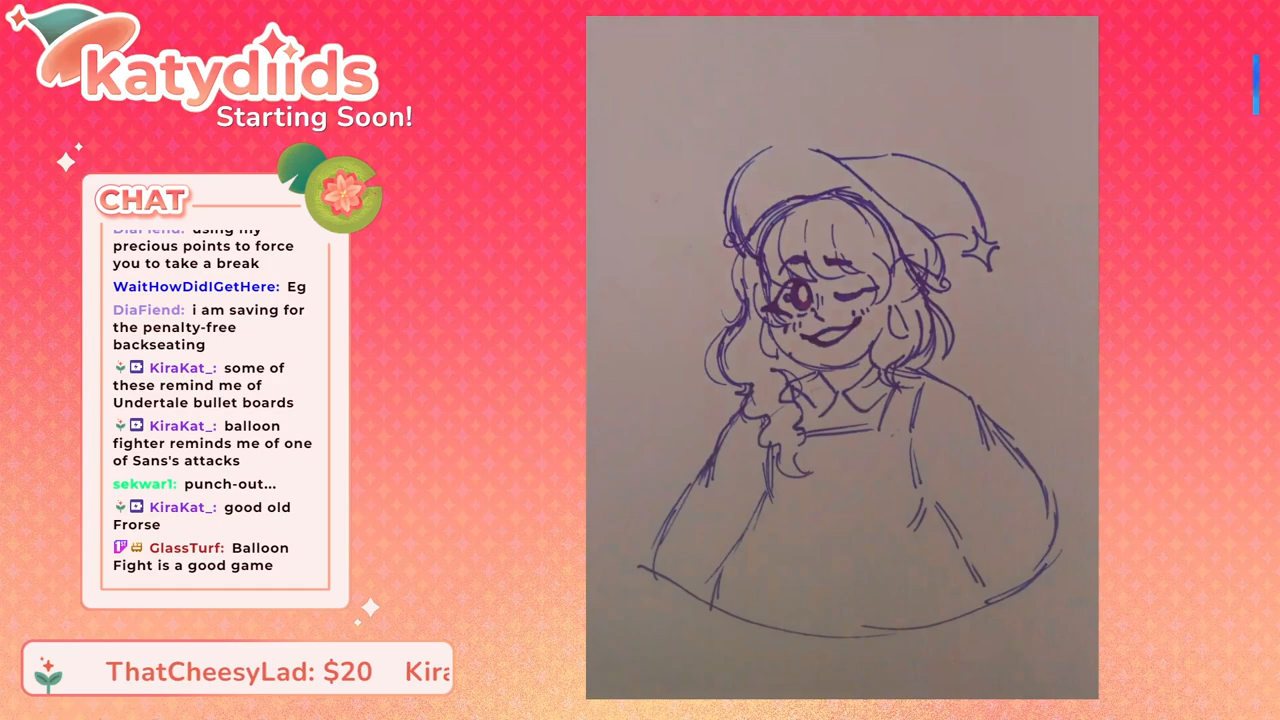 Katydiids
Starting Soon!
CHAT
DiaFiend: using my
precious points to force
you to take a break
WaitHowDidIGetHere: Eg
DiaFiend: i am saving for
the penalty-free
backseating
KiraKat_: some of
these remind me of
Undertale bullet boards
KiraKat_: balloon
fighter reminds me of one
of Sans's attacks
sekwar1: punch-out...
KiraKat_: good old
Frorse
GlassTurf: Balloon
Fight is a good game
ThatCheesyLad: $20 Kira